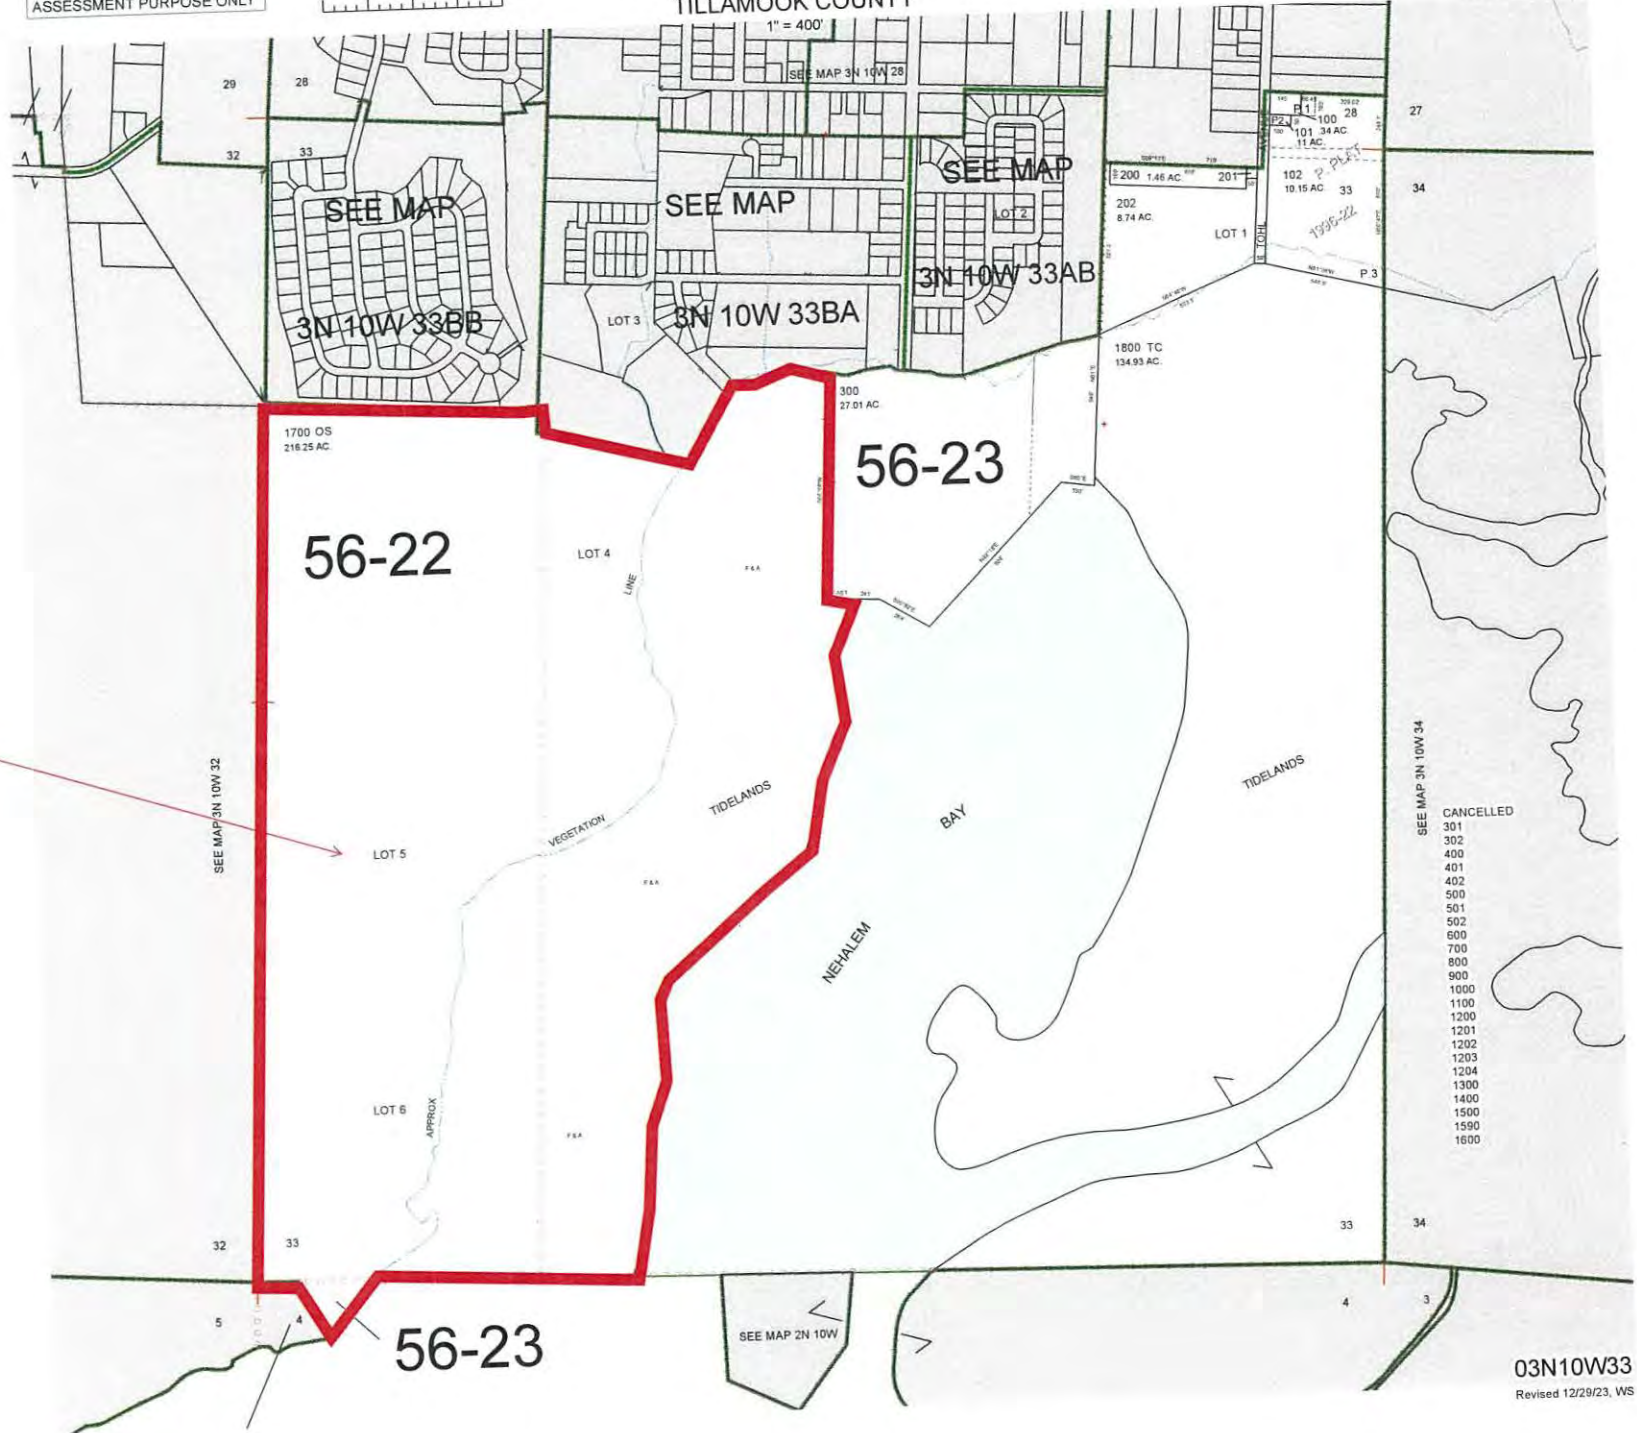 ASSESSMENT PURPOSE ONLY
TILLAMOOK COUNTY
1" = 400'
SEE MAP 3N 10W 28
29
28
32
33
27
34
P.1
28
P2
100
.34 AC.
101
.11 AC.
P. PLAT
1996-22
102
10.15 AC.
33
200
1.46 AC.
201
202
8.74 AC.
LOT 1
TOHL
P.3
SEE MAP
3N 10W 33BB
SEE MAP
3N 10W 33BA
LOT 3
SEE MAP
LOT 2
3N 10W 33AB
1800 TC
134.93 AC.
300
27.01 AC.
56-23
1700 OS
216.25 AC.
56-22
LOT 4
LINE
F & A
SEE MAP 3N 10W 32
LOT 5
VEGETATION
TIDELANDS
F & A
BAY
NEHALEM
TIDELANDS
SEE MAP 3N 10W 34
CANCELLED
301
302
400
401
402
500
501
502
600
700
800
900
1000
1100
1200
1201
1202
1203
1204
1300
1400
1500
1590
1600
LOT 6
APPROX
F & A
32
33
33
34
5
4
4
3
56-23
SEE MAP 2N 10W
03N10W33
Revised 12/29/23, WS